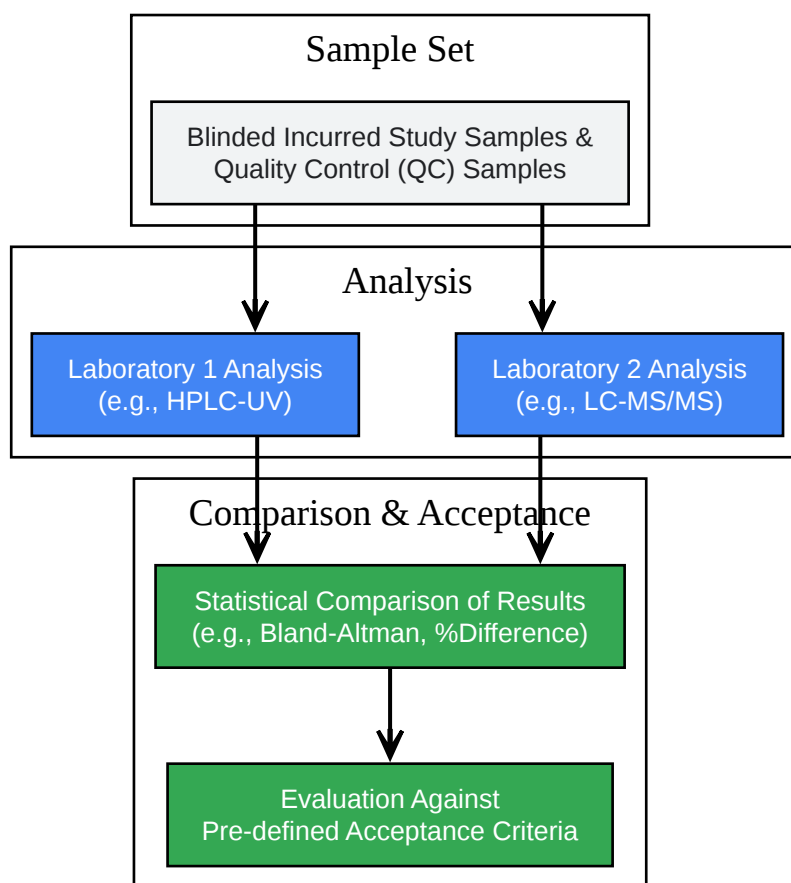 Sample Set
Blinded Incurred Study Samples &
Quality Control (QC) Samples
Analysis
Laboratory 1 Analysis
(e.g., HPLC-UV)
Laboratory 2 Analysis
(e.g., LC-MS/MS)
Comparison & Acceptance
Statistical Comparison of Results
(e.g., Bland-Altman, %Difference)
Evaluation Against
Pre-defined Acceptance Criteria